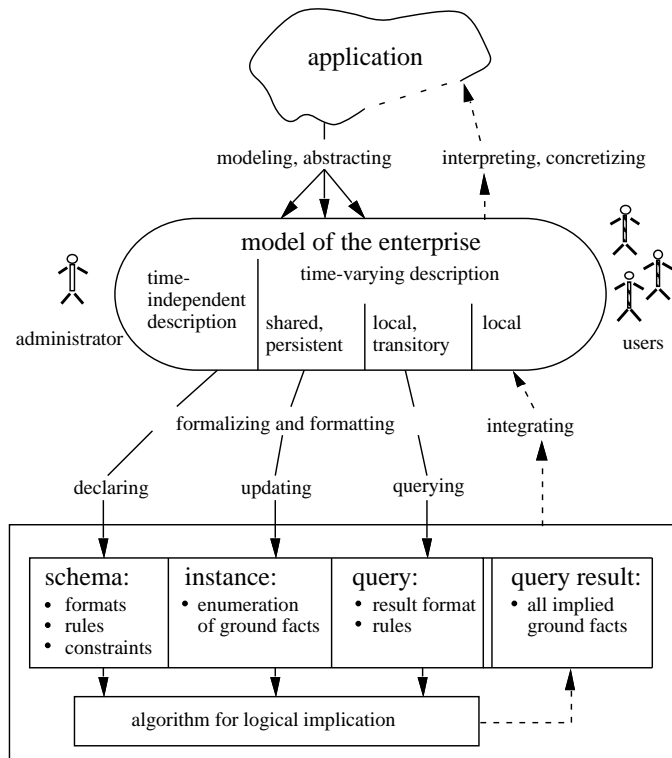 application
modeling, abstracting
interpreting, concretizing
model of the enterprise
time-
independent
description
time-varying description
shared,
persistent
local,
transitory
local
administrator
users
formalizing and formatting
integrating
declaring
updating
querying
schema:
• formats
• rules
• constraints
instance:
• enumeration
of ground facts
query:
• result format
• rules
query result:
• all implied
ground facts
algorithm for logical implication